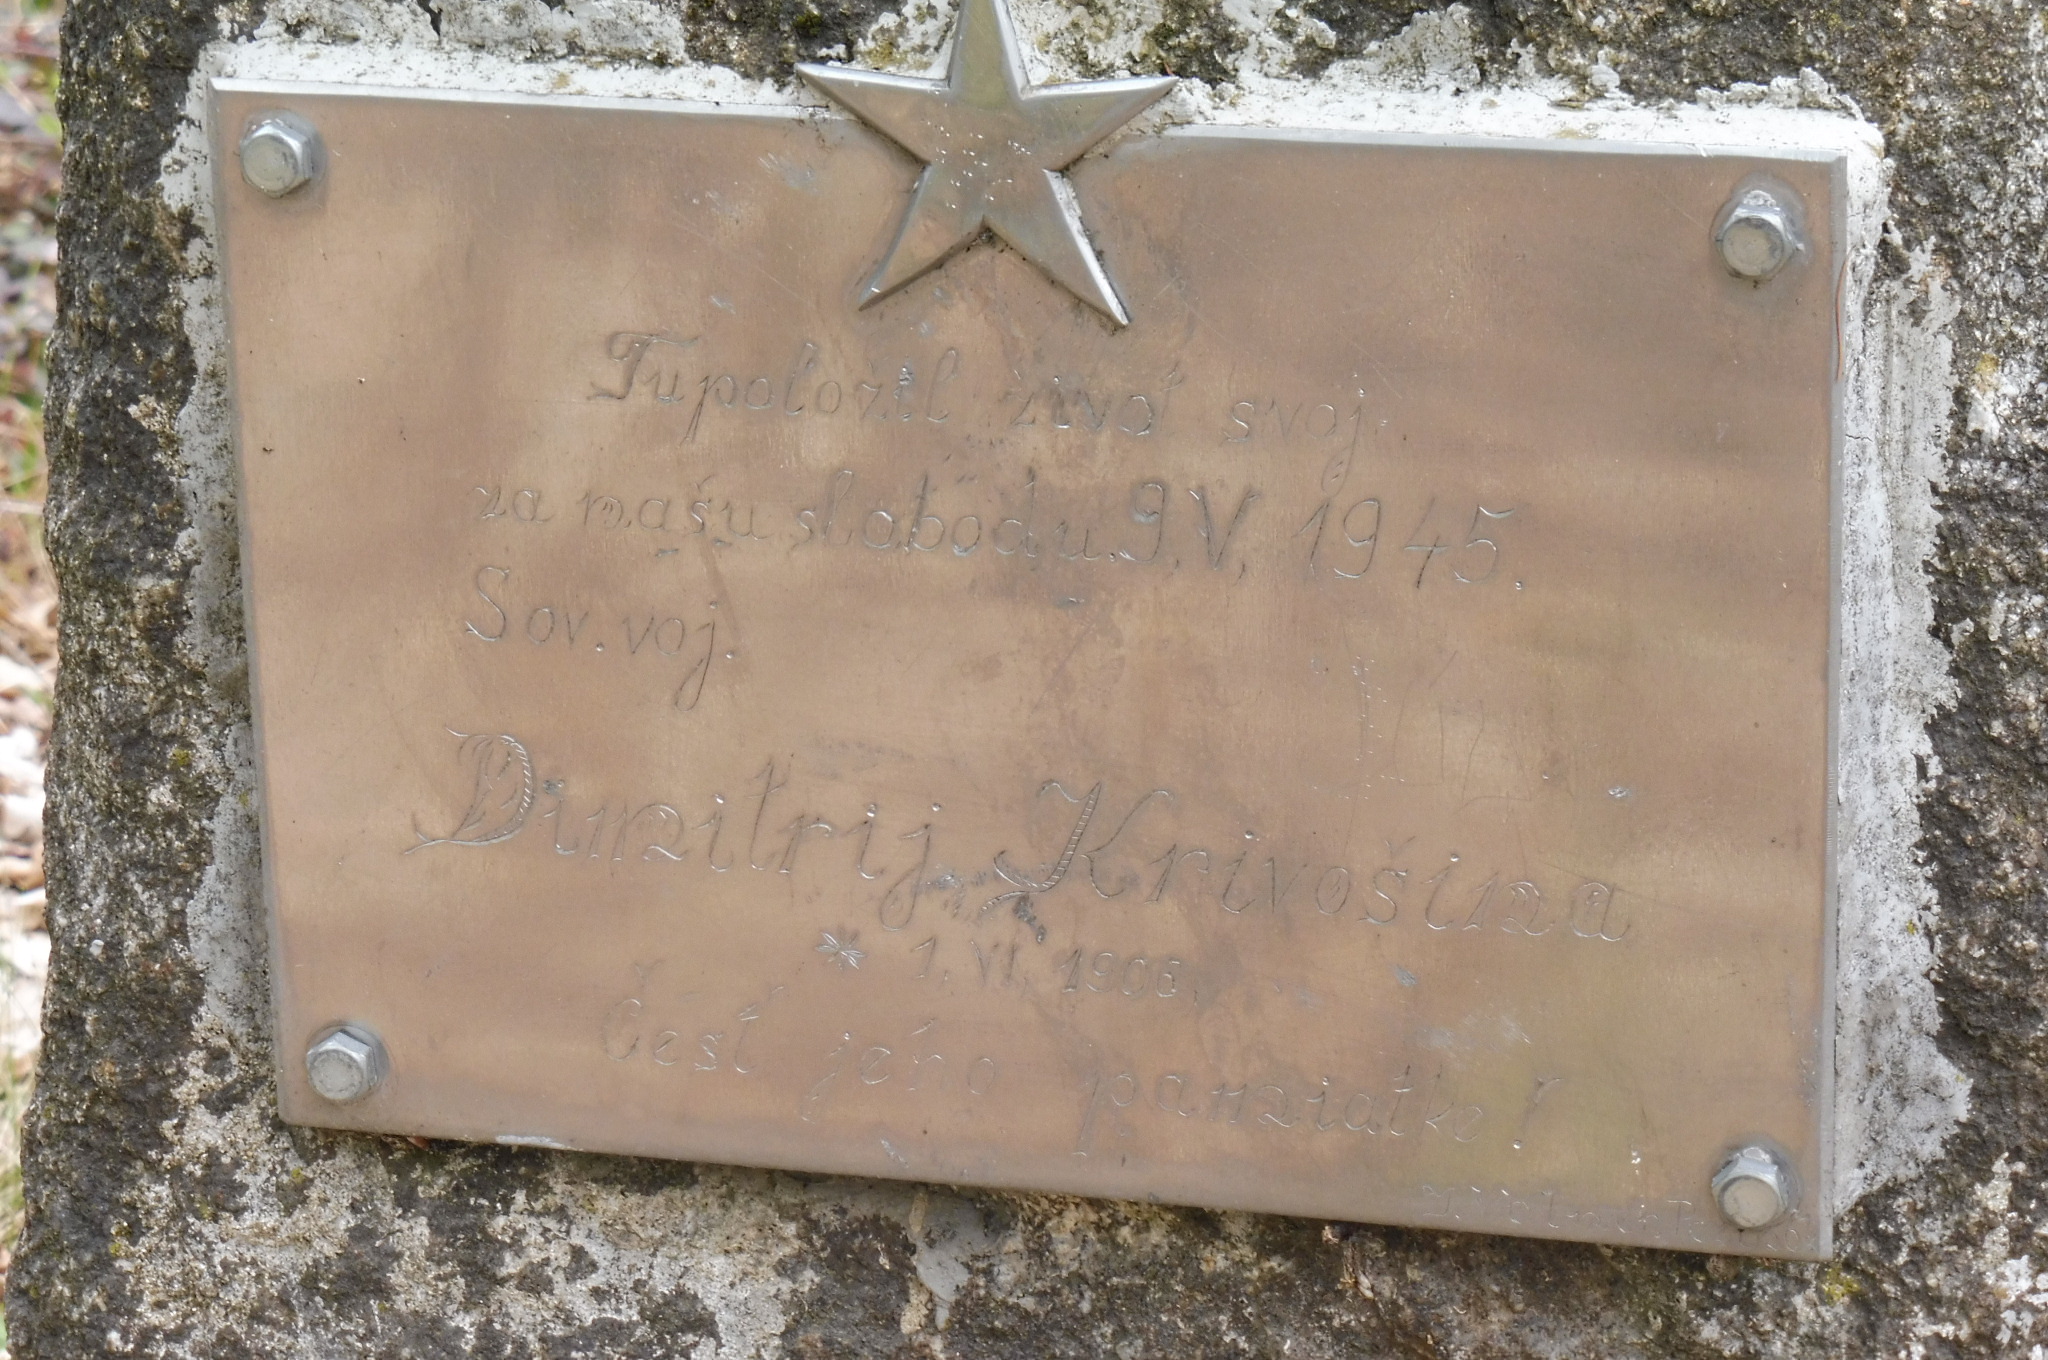 Tu položil život svoj
za našu slobodu. 9. V. 1945.
Sov. voj.
Dimitrij Krivošina
* 1. VI. 1906.
Česť jeho pamiatke!